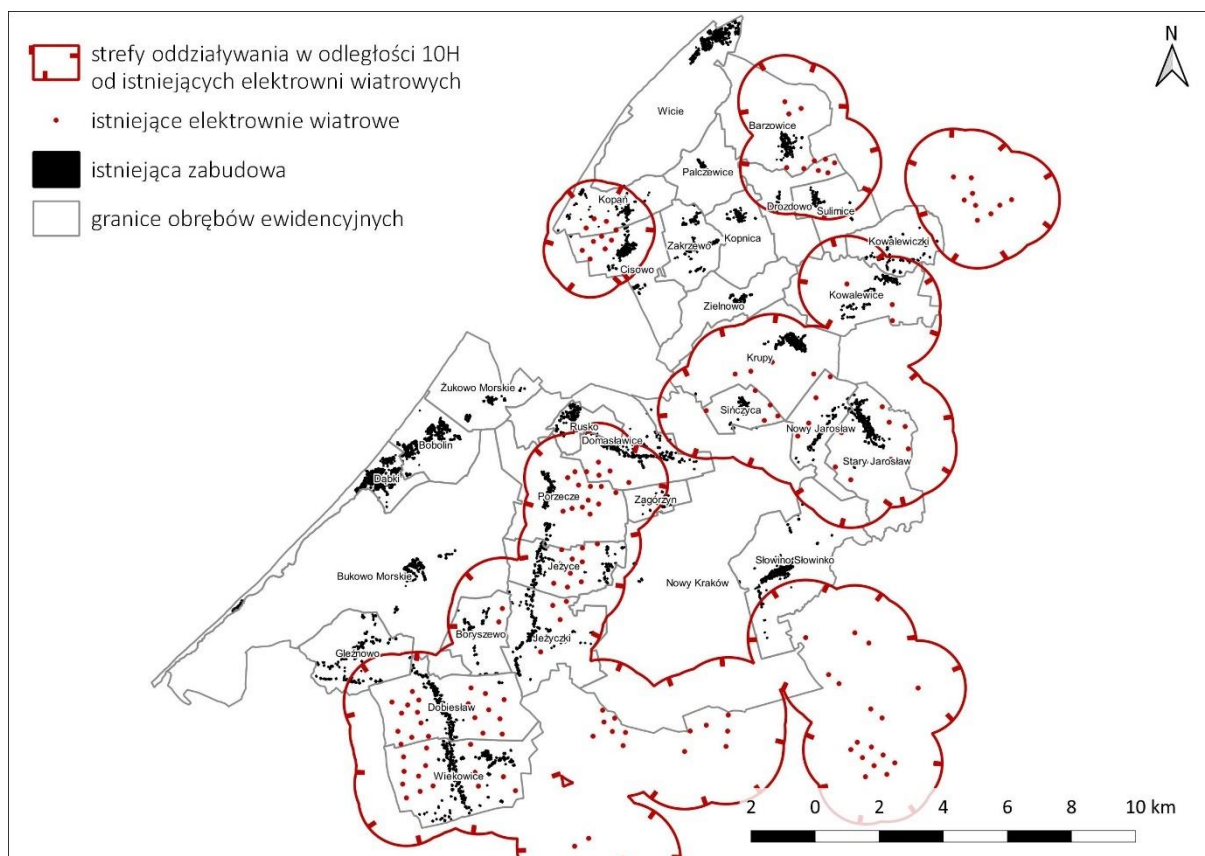 strefy oddziaływania w odległości 10H
od istniejących elektrowni wiatrowych
istniejące elektrownie wiatrowe
istniejąca zabudowa
granice obrębów ewidencyjnych
N
Wicie
Barzowice
Palczewice
Kopań
Drozdowo
Sulimice
Zakrzewo
Kopnica
Kowalewiczki
Cisowo
Zielnowo
Kowalewice
Krupy
Żukowo Morskie
Sińczyca
Rusko
Nowy Jarosław
Domasławice
Bobolin
Stary Jarosław
Dąbki
Porzecze
Zagórzyn
Jeżyce
Słowino
Słowinko
Bukowo Morskie
Nowy Kraków
Boryszewo
Jeżyczki
Gleźnowo
Dobiesław
Wiekowice
2 0 2 4 6 8 10 km